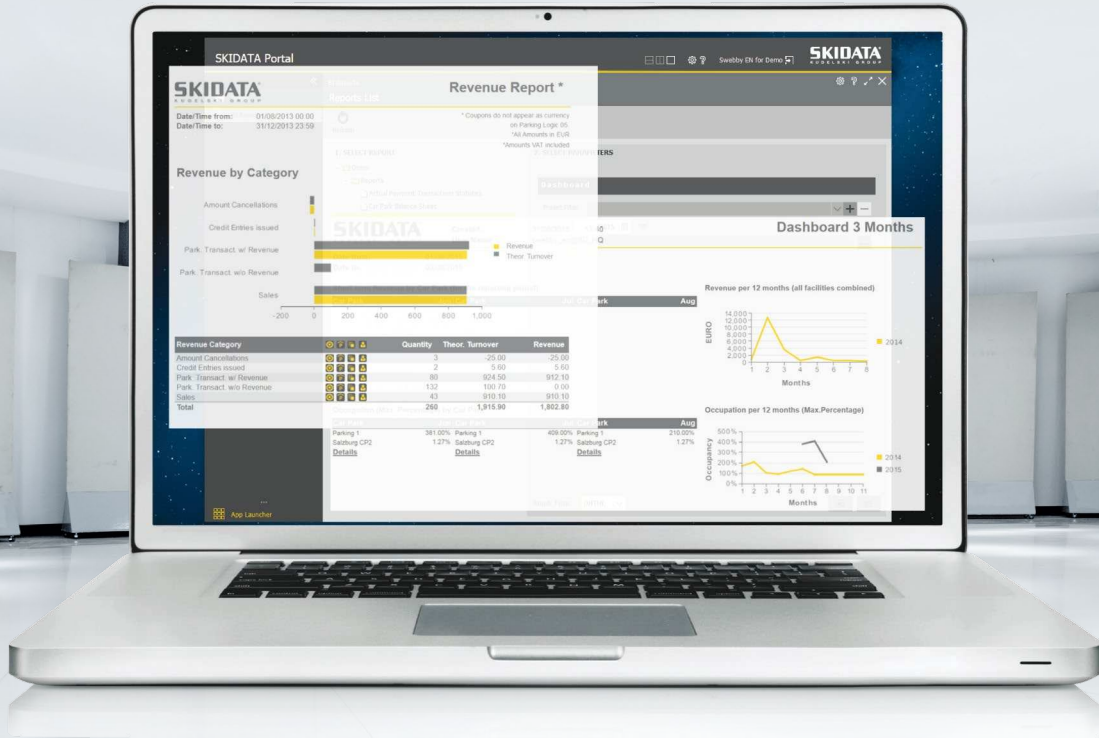 SKIDATA Portal
Swebby EN for Demo
SKIDATA
KUDELSKI GROUP
SKIDATA
KUDELSKI GROUP
Revenue Report *
Date/Time from: 01/08/2013 00:00
Date/Time to: 31/12/2013 23:59
* Coupons do not appear as currency
on Parking Logic 05.
*All Amounts in EUR
*Amounts VAT included
Revenue by Category
Amount Cancellations
Credit Entries issued
Park. Transact. w/ Revenue
Park. Transact. w/o Revenue
Sales
-200 0 200 400 600 800 1,000
Revenue
Theor. Turnover
Revenue Category Quantity Theor. Turnover Revenue
Amount Cancellations 3 -25.00 -25.00
Credit Entries issued 2 5.60 5.60
Park. Transact. w/ Revenue 80 924.50 912.10
Park. Transact. w/o Revenue 132 100.70 0.00
Sales 43 910.10 910.10
Total 260 1,915.90 1,802.80
Dashboard
SKIDATA
Dashboard 3 Months
Car Park Aug
Revenue per 12 months (all facilities combined)
14,000
12,000
10,000
8,000
6,000
4,000
2,000
0
EURO
1 2 3 4 5 6 7 8
Months
2014
Car Park Aug
Parking 1 381.00% Parking 1 409.00% Parking 1 210.00%
Salzburg CP2 1.27% Salzburg CP2 1.27% Salzburg CP2 1.27%
Details Details Details
Occupation per 12 months (Max.Percentage)
500%
400%
300%
200%
100%
0%
Occupancy
1 2 3 4 5 6 7 8 9 10 11
Months
2014
2015
App Launcher